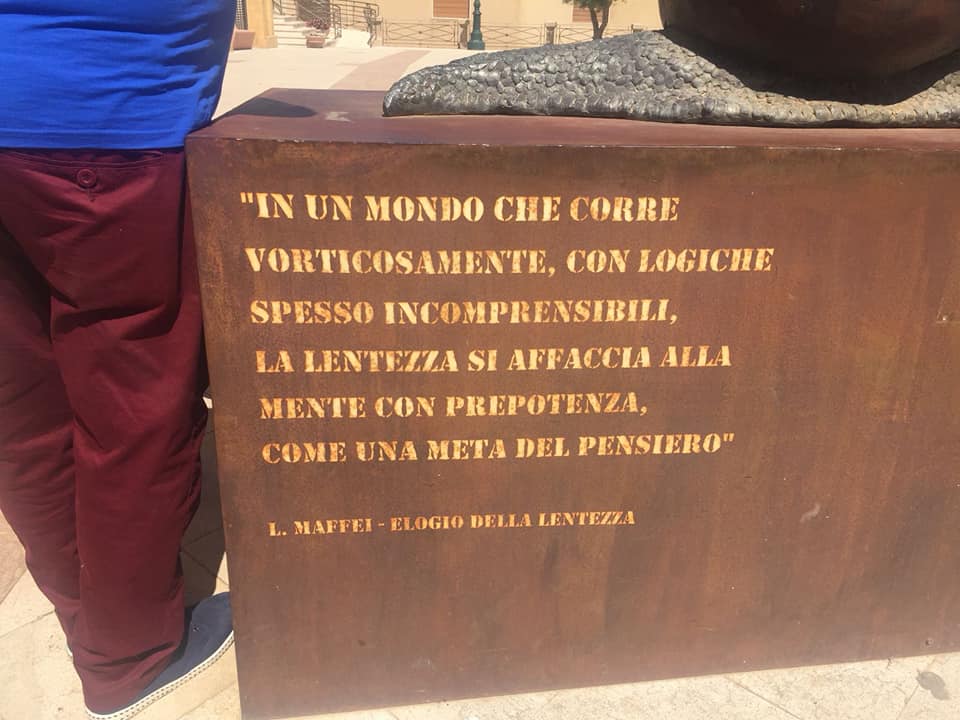 "IN UN MONDO CHE CORRE
VORTICOSAMENTE, CON LOGICHE
SPESSO INCOMPRENSIBILI,
LA LENTEZZA SI AFFACCIA ALLA
MENTE CON PREPOTENZA,
COME UNA META DEL PENSIERO"
L. MAFFEI - ELOGIO DELLA LENTEZZA